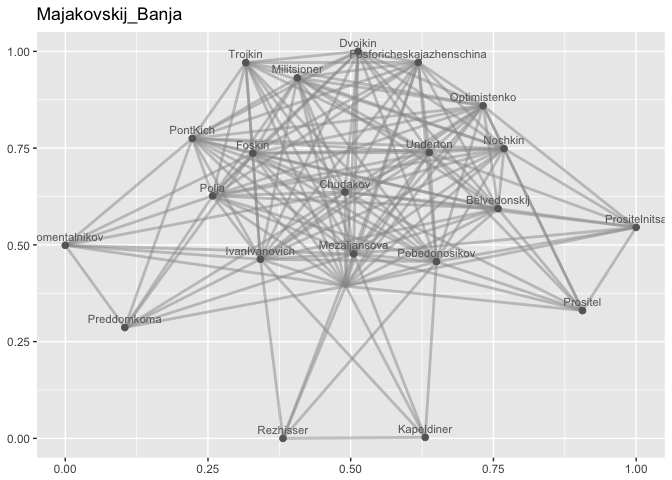 Majakovskij_Banja
1.00
Dvojkin
Troikin
Fosforicheskajazhenschina
Militsioner
Optimistenko
PontKich
0.75
Foskin
Underton
Nochkin
Polja
Chudakov
Belvedonskij
Prositelnitsa
omentalnikov
0.50
IvanIvanovich
Mezaliansova
Pobedonosikov
Prositel
Preddomkoma
0.25
Rezhisser
Kapeldiner
0.00
0.00 0.25 0.50 0.75 1.00